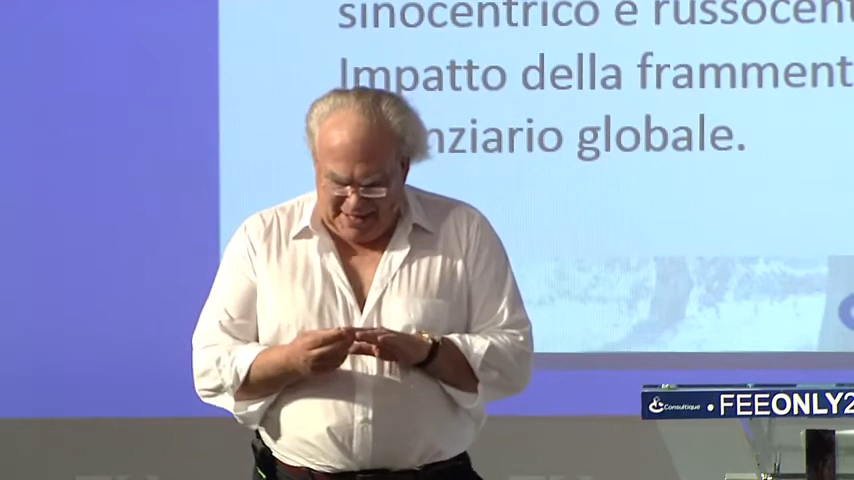 sinocentrico e russocent
Impatto della framment
nziario globale.
Consultique • FEEONLY2